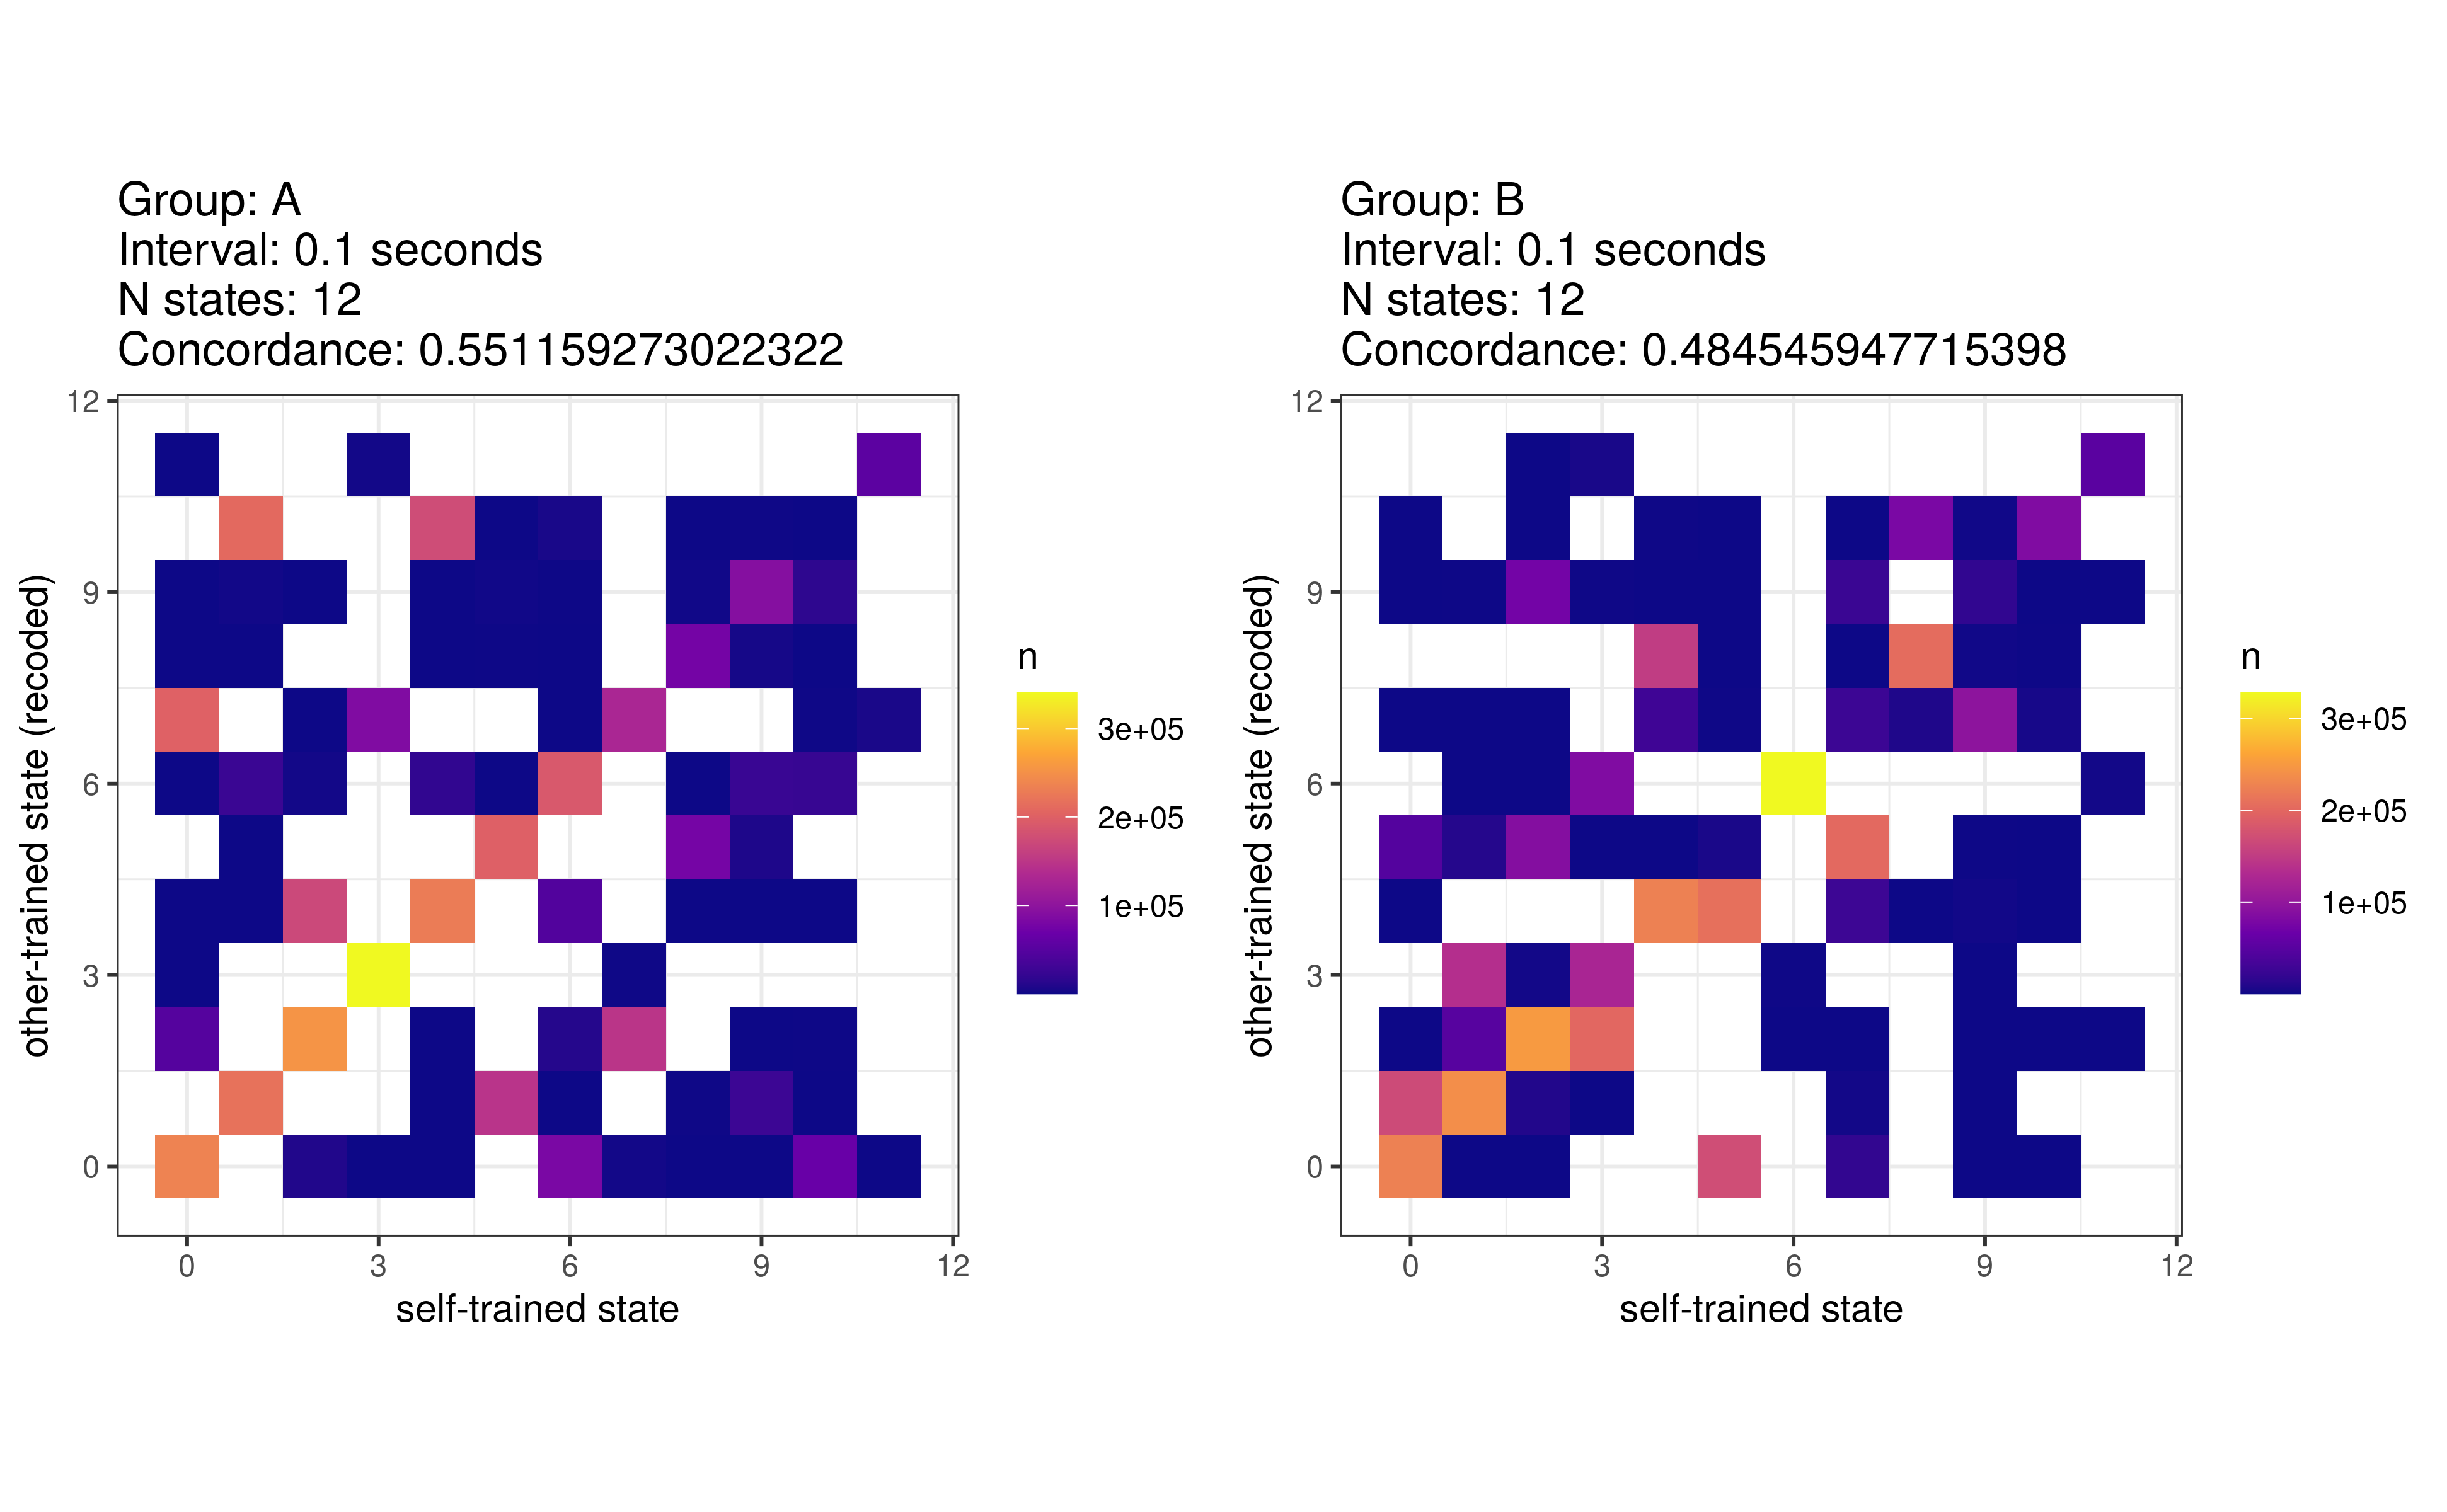 Group: A
Interval: 0.1 seconds
N states: 12
Concordance: 0.551159273022322
12
9
6
3
0
other-trained state (recoded)
0 3 6 9 12
self-trained state
n
3e+05
2e+05
1e+05
Group: B
Interval: 0.1 seconds
N states: 12
Concordance: 0.484545947715398
12
9
6
3
0
other-trained state (recoded)
0 3 6 9 12
self-trained state
n
3e+05
2e+05
1e+05